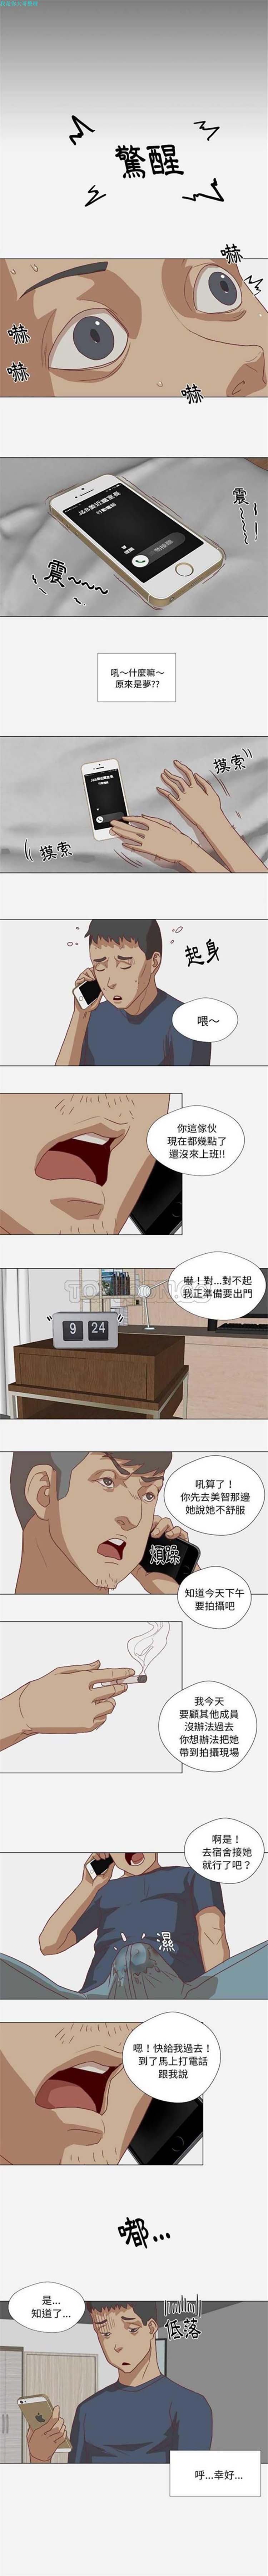 驚醒
嚇
嚇
嚇
嚇
震
震
吼～什麼嘛～
原來是夢??
摸索
摸索
起身
喂～
你這傢伙
現在都幾點了
還沒來上班!!
嚇！對...對不起
我正準備要出門
9 24
吼算了！
你先去美智那邊
她說她不舒服
煩躁
知道今天下午
要拍攝吧
我今天
要顧其他成員
沒辦法過去
你想辦法把她
帶到拍攝現場
啊是！
去宿舍接她
就行了吧？
嗯！快給我過去！
到了馬上打電話
跟我說
嘟...
是...
知道了...
低落
呼...幸好...